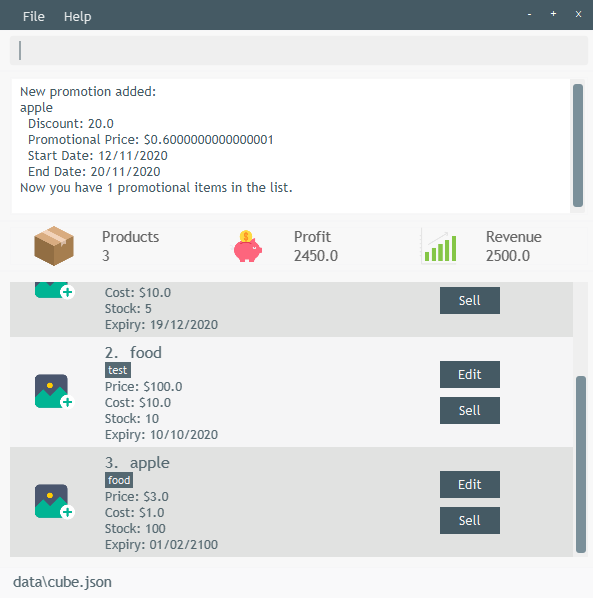 File Help
- + x
New promotion added:
apple
Discount: 20.0
Promotional Price: $0.6000000000000001
Start Date: 12/11/2020
End Date: 20/11/2020
Now you have 1 promotional items in the list.
Products
3
Profit
2450.0
Revenue
2500.0
Cost: $10.0
Stock: 5
Expiry: 19/12/2020
Sell
2. food
test
Price: $100.0
Cost: $10.0
Stock: 10
Expiry: 10/10/2020
Edit
Sell
3. apple
food
Price: $3.0
Cost: $1.0
Stock: 100
Expiry: 01/02/2100
Edit
Sell
data\cube.json